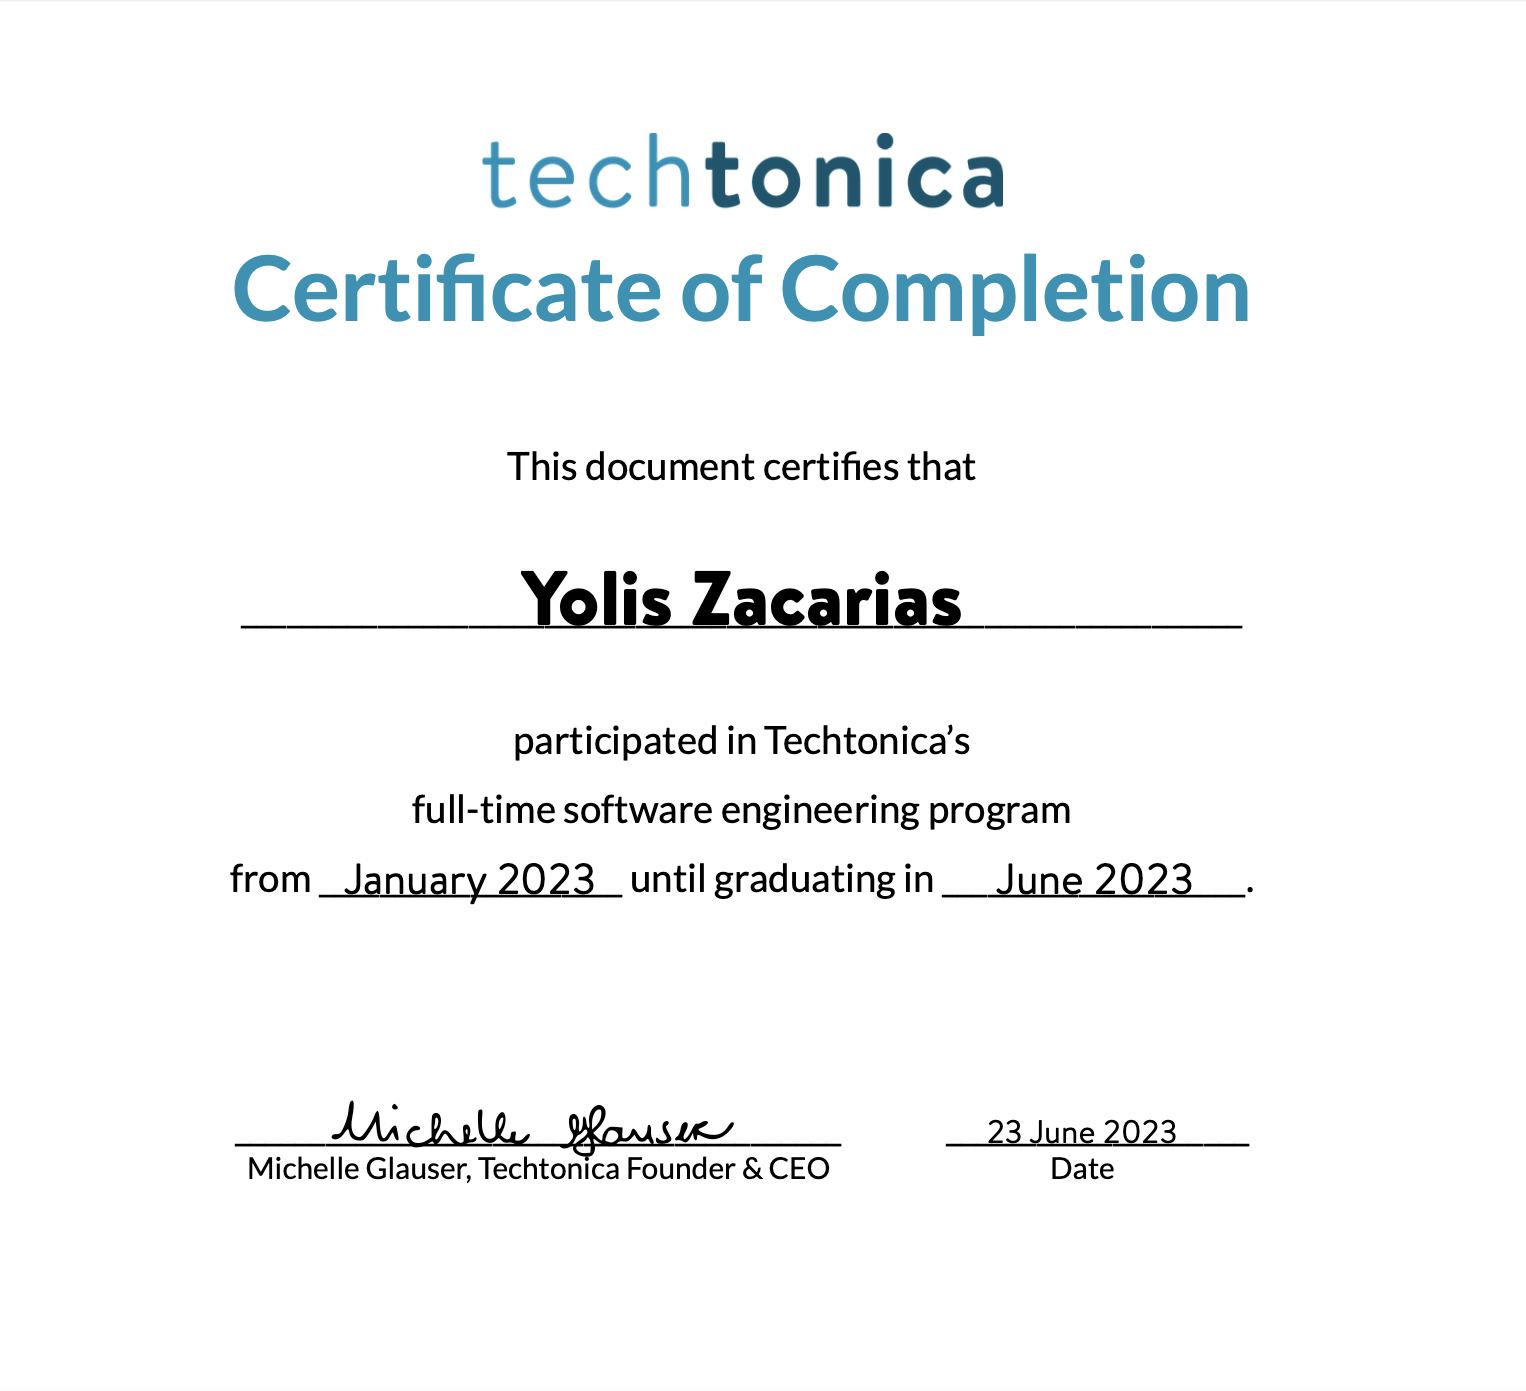 techtonica
Certificate of Completion
This document certifies that
Yolis Zacarias
participated in Techtonica’s
full-time software engineering program
from January 2023 until graduating in June 2023.
Michelle Glauser
23 June 2023
Michelle Glauser, Techtonica Founder & CEO
Date